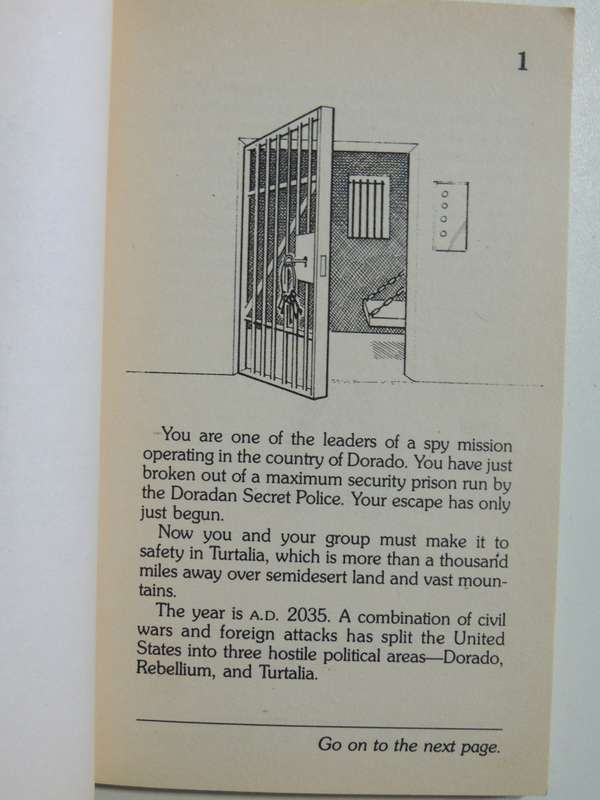 1
You are one of the leaders of a spy mission
operating in the country of Dorado. You have just
broken out of a maximum security prison run by
the Doradan Secret Police. Your escape has only
just begun.
Now you and your group must make it to
safety in Turtalia, which is more than a thousand
miles away over semidesert land and vast moun-
tains.
The year is A.D. 2035. A combination of civil
wars and foreign attacks has split the United
States into three hostile political areas—Dorado,
Rebellium, and Turtalia.
Go on to the next page.